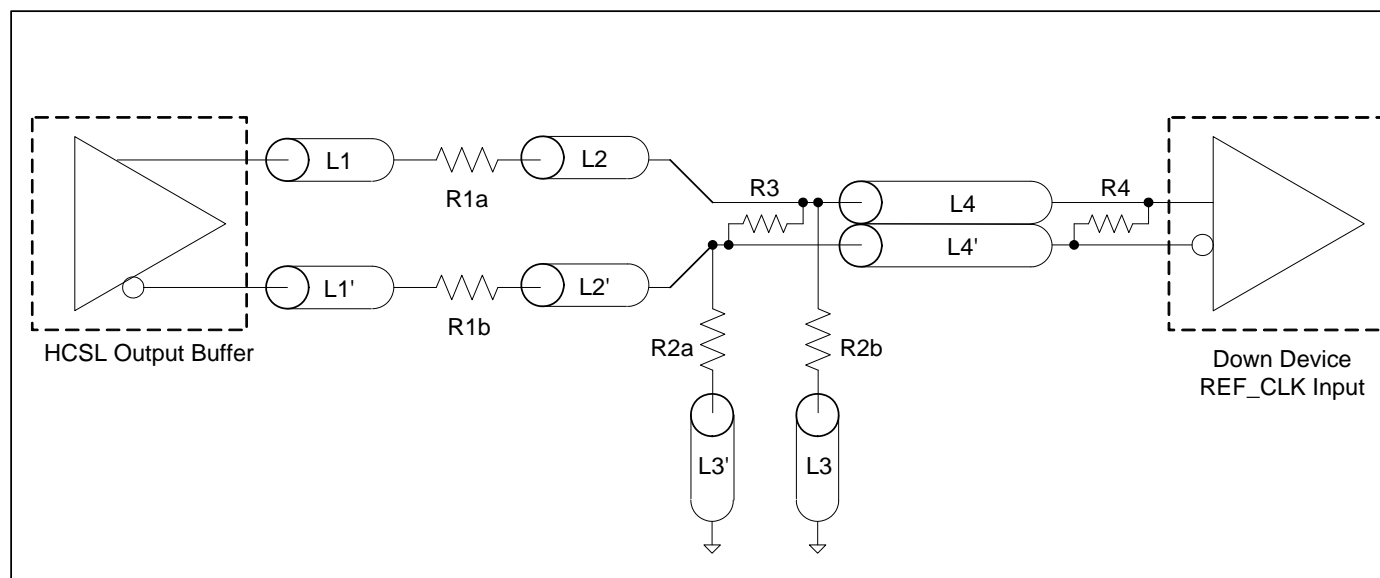 L1
R1a
L2
R3
L4
R4
L1'
R1b
L2'
L4'
HCSL Output Buffer
R2a
R2b
Down Device
REF_CLK Input
L3'
L3